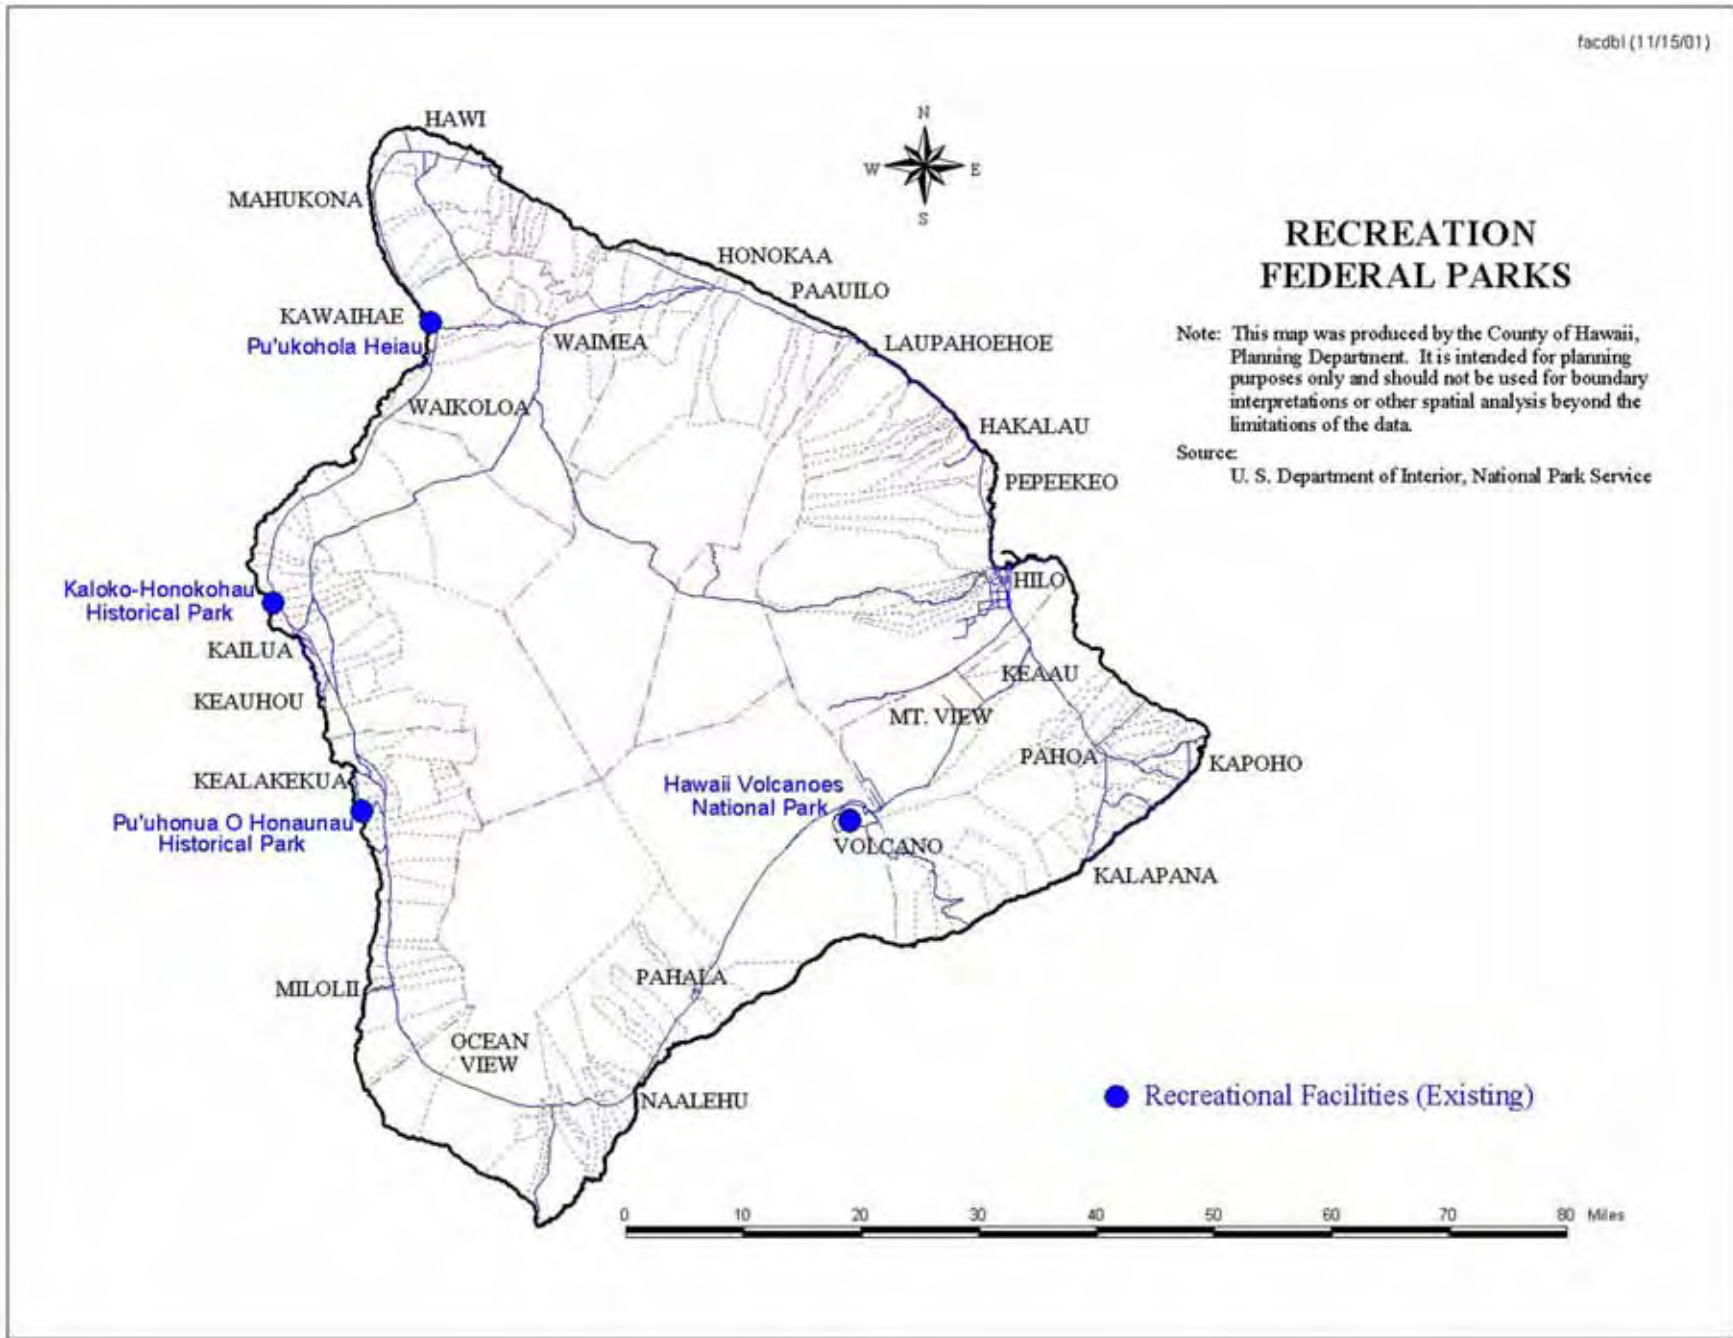 facdbl (11/15/01)
HAWI
N
W
E
S
MAHUKONA
RECREATION
FEDERAL PARKS
HONOKAA
PAAUILO
KAWAIHAE
Pu'ukohola Heiau
WAIMEA
LAUPAHOEHOE
Note: This map was produced by the County of Hawaii,
Planning Department. It is intended for planning
purposes only and should not be used for boundary
interpretations or other spatial analysis beyond the
limitations of the data.
Source:
U. S. Department of Interior, National Park Service
WAIKOLOA
HAKALAU
PEPEEKEO
HILO
Kaloko-Honokohau
Historical Park
KAILUA
KEAAU
KEAUHOU
MT. VIEW
PAHOA
KAPOHO
KEALAKEKUA
Hawaii Volcanoes
National Park
Pu'uhonua O Honaunau
Historical Park
VOLCANO
KALAPANA
PAHALA
MILOLII
OCEAN
VIEW
NAALEHU
Recreational Facilities (Existing)
0 10 20 30 40 50 60 70 80 Miles